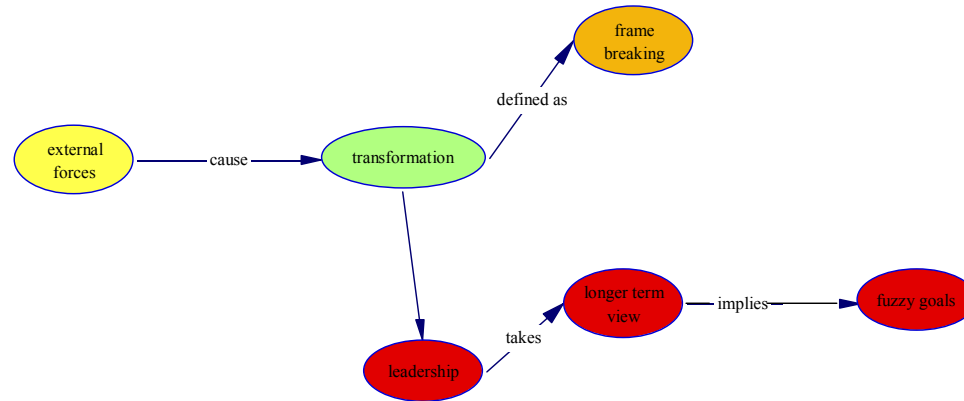 frame
breaking
defined as
external
forces
cause
transformation
longer term
view
implies
fuzzy goals
takes
leadership